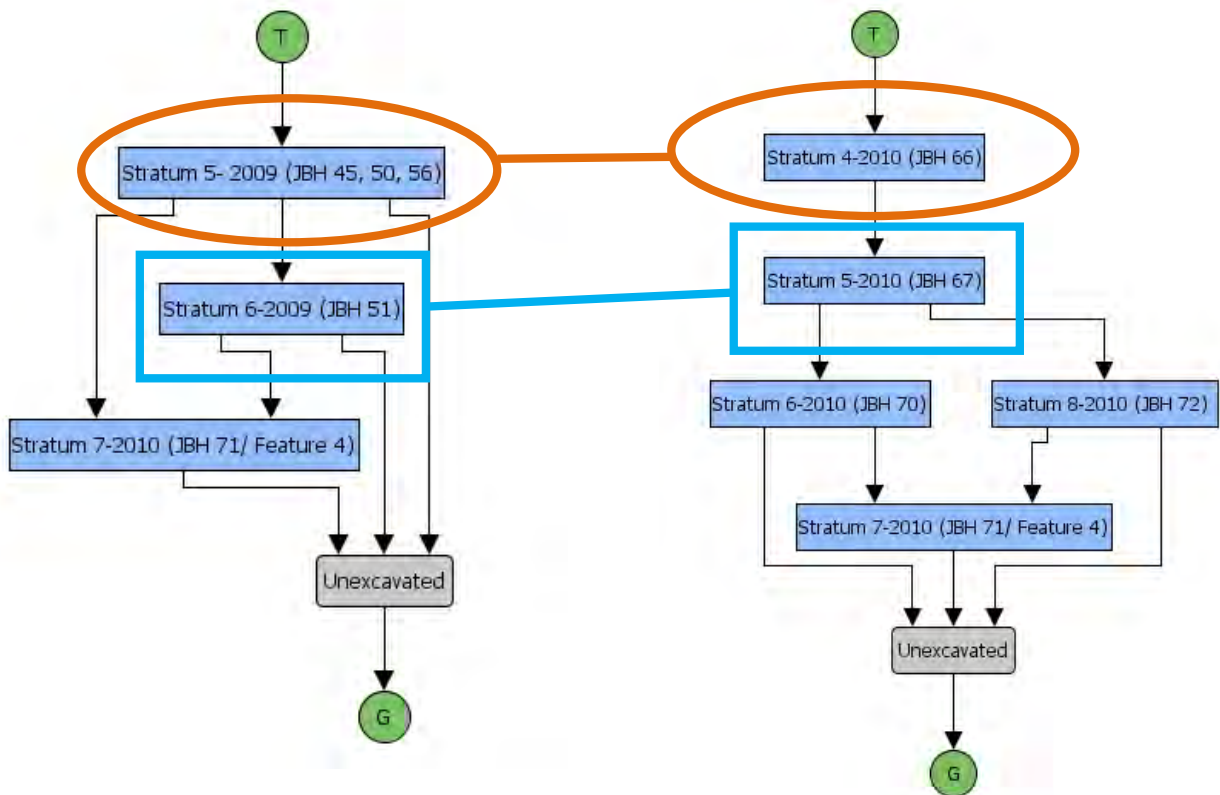 T
Stratum 5- 2009 (JBH 45, 50, 56)
Stratum 6-2009 (JBH 51)
Stratum 7-2010 (JBH 71/ Feature 4)
Unexcavated
G
T
Stratum 4-2010 (JBH 66)
Stratum 5-2010 (JBH 67)
Stratum 6-2010 (JBH 70)
Stratum 8-2010 (JBH 72)
Stratum 7-2010 (JBH 71/ Feature 4)
Unexcavated
G